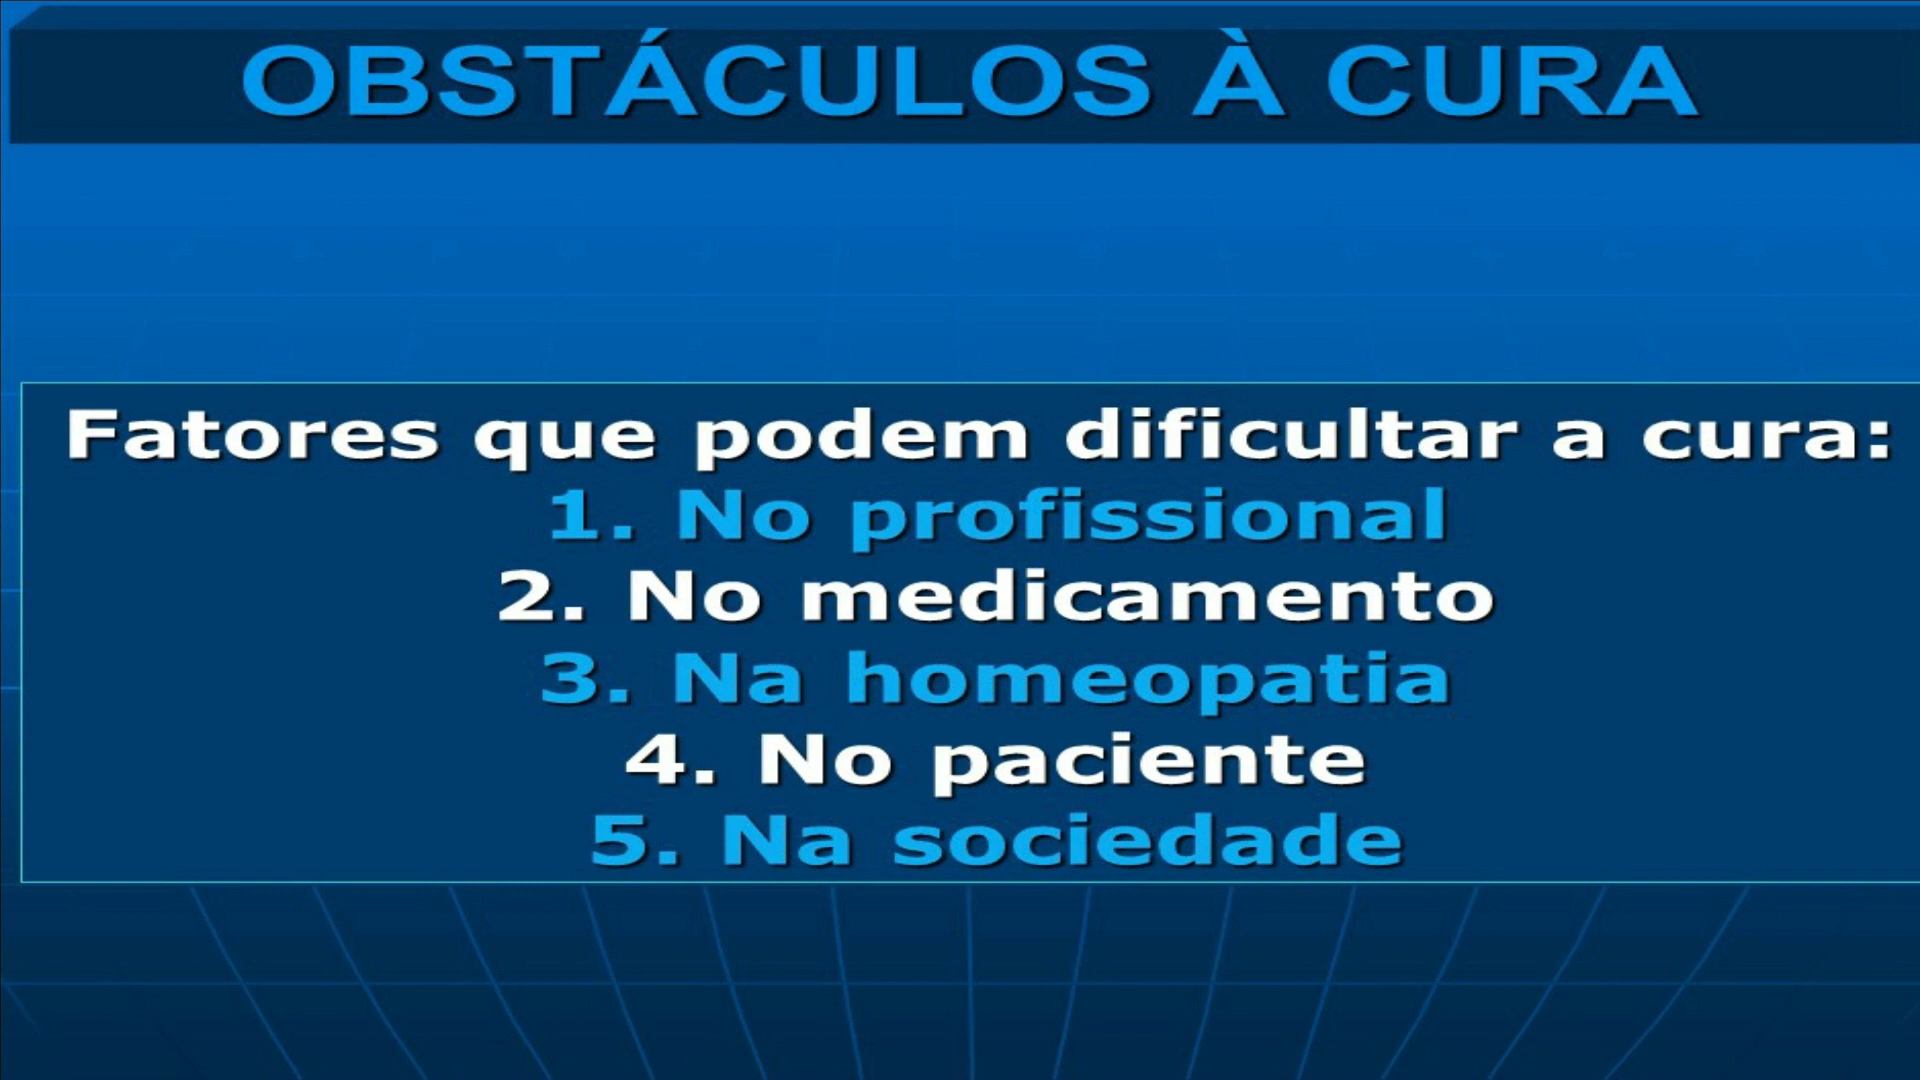 OBSTÁCULOS À CURA
Fatores que podem dificultar a cura:
1. No profissional
2. No medicamento
3. Na homeopatia
4. No paciente
5. Na sociedade